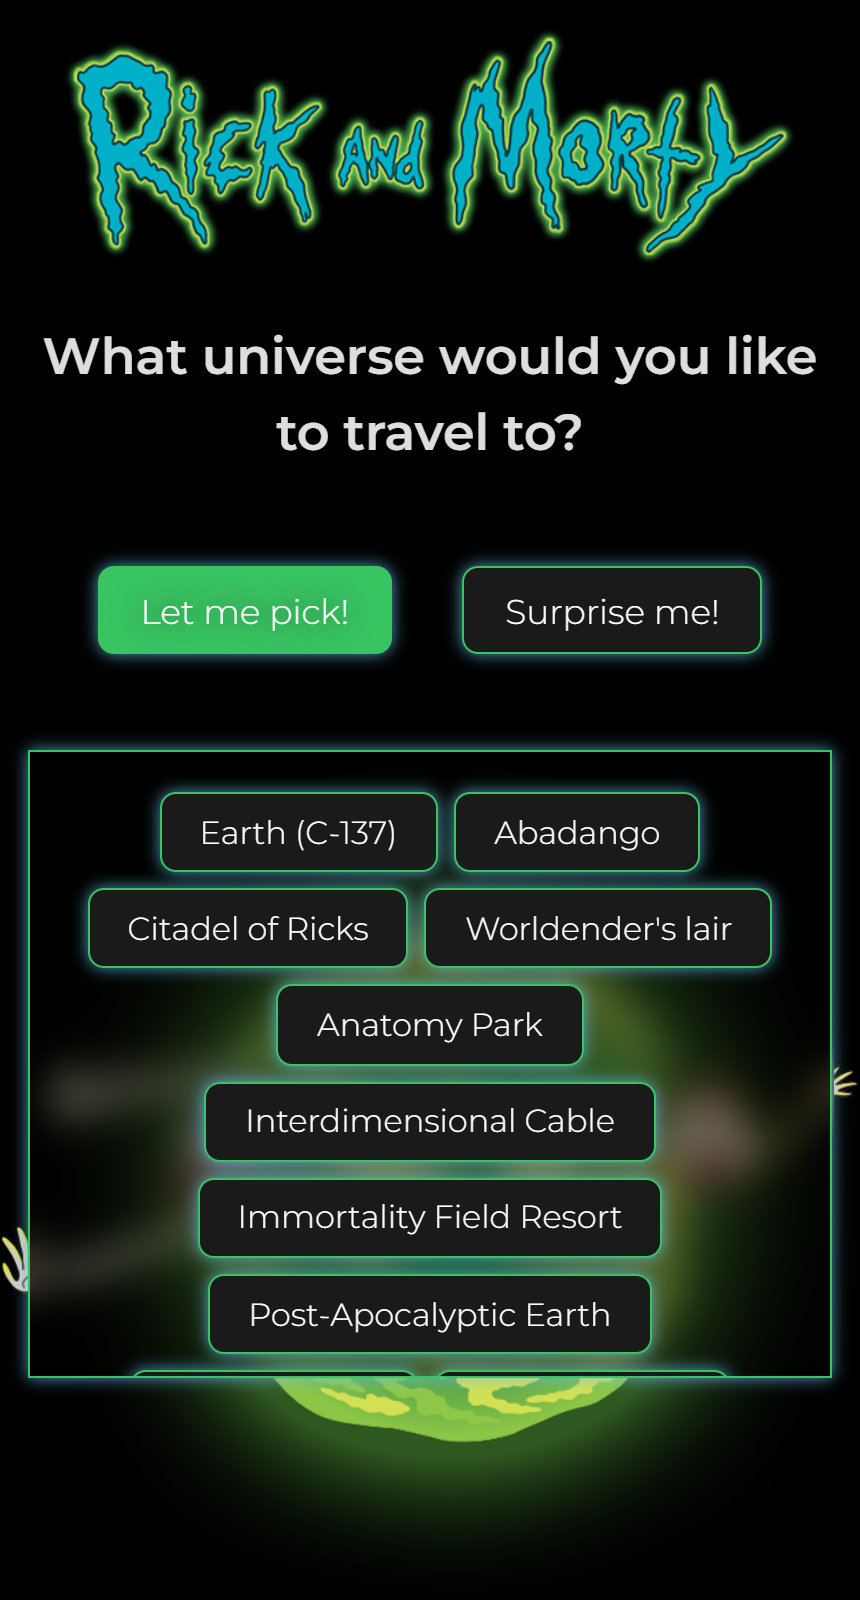 Rick and Morty
What universe would you like
to travel to?
Let me pick!
Surprise me!
Earth (C-137)
Abadango
Citadel of Ricks
Worldender's lair
Anatomy Park
Interdimensional Cable
Immortality Field Resort
Post-Apocalyptic Earth